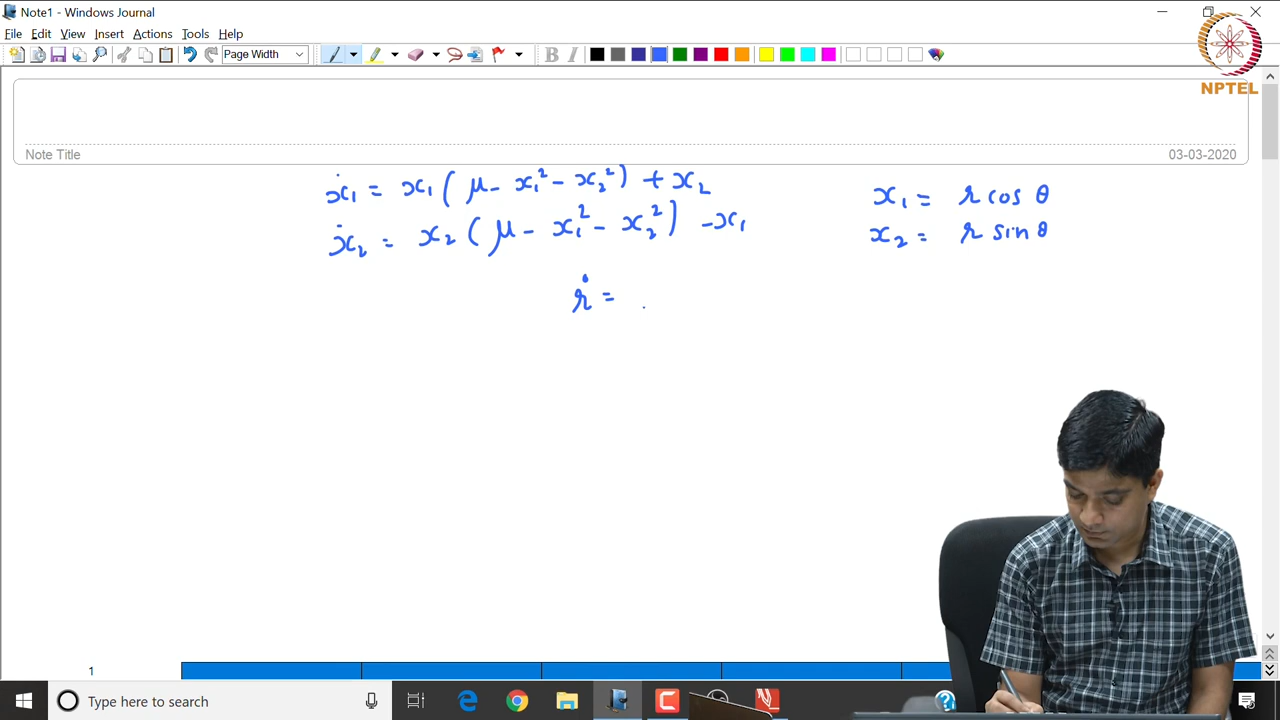 Note1 - Windows Journal
File Edit View Insert Actions Tools Help
Page Width
B I
NPTEL
Note Title
03-03-2020
ẋ₁ = x₁(μ - x₁² - x₂²) + x₂
ẋ₂ = x₂(μ - x₁² - x₂²) - x₁
x₁ = r cos θ
x₂ = r sin θ
ṙ =
1
Type here to search